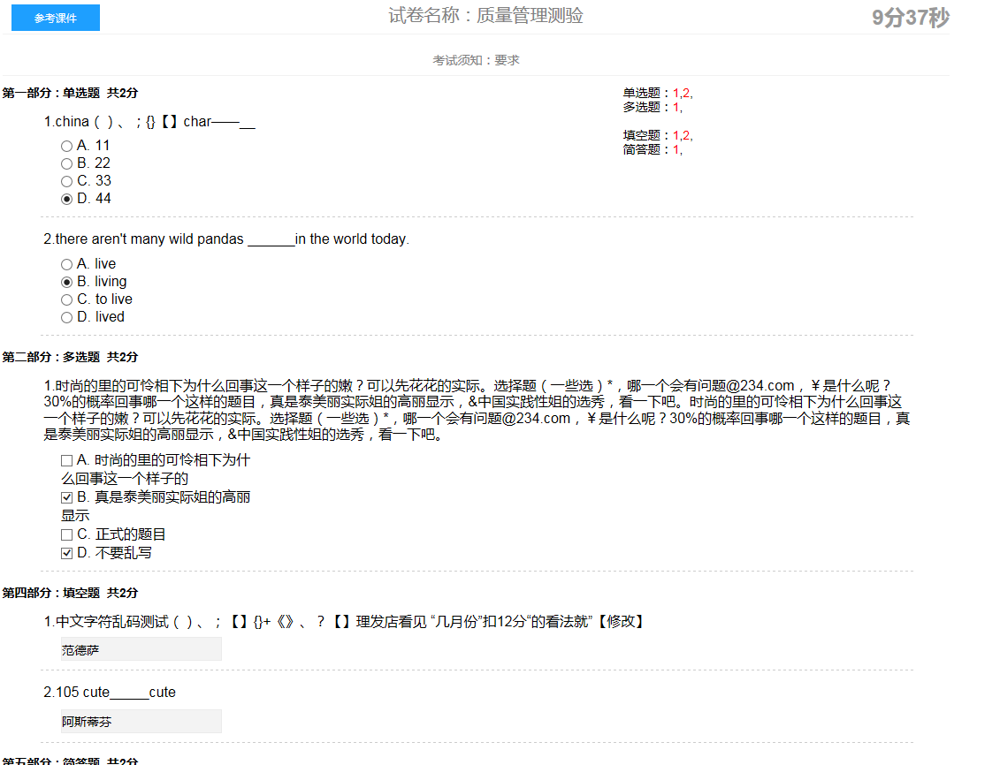 参考课件
试卷名称：质量管理测验
9分37秒
考试须知：要求
第一部分：单选题 共2分
单选题：1,2,
多选题：1,
填空题：1,2,
简答题：1,
1.china（ ）、；{}【】char——__
A. 11
B. 22
C. 33
D. 44
2.there aren't many wild pandas ______in the world today.
A. live
B. living
C. to live
D. lived
第二部分：多选题 共2分
1.时尚的里的可怜相下为什么回事这一个样子的嫩？可以先花花的实际。选择题（一些选）*，哪一个会有问题@234.com，￥是什么呢？
30%的概率回事哪一个这样的题目，真是泰美丽实际姐的高丽显示，&中国实践性姐的选秀，看一下吧。时尚的里的可怜相下为什么回事这
一个样子的嫩？可以先花花的实际。选择题（一些选）*，哪一个会有问题@234.com，￥是什么呢？30%的概率回事哪一个这样的题目，真
是泰美丽实际姐的高丽显示，&中国实践性姐的选秀，看一下吧。
A. 时尚的里的可怜相下为什
么回事这一个样子的
B. 真是泰美丽实际姐的高丽
显示
C. 正式的题目
D. 不要乱写
第四部分：填空题 共2分
1.中文字符乱码测试（ ）、；【】{}+《》、？【】理发店看见 “几月份”扣12分“的看法就”【修改】
范德萨
2.105 cute_____cute
阿斯蒂芬
第五部分：简答题 共2分